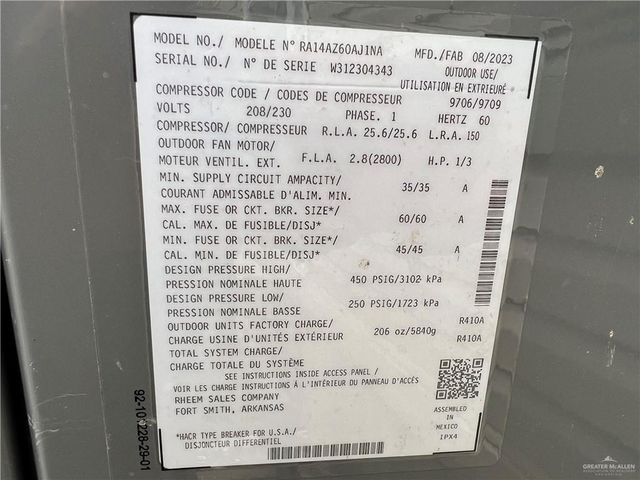 MODEL NO./ MODELE N° RA14AZ60AJ1NA MFD./FAB 08/2023
SERIAL NO./ N° DE SERIE W312304343 OUTDOOR USE/
UTILISATION EN EXTRIEURÉ
COMPRESSOR CODE / CODES DE COMPRESSEUR 9706/9709
VOLTS 208/230 PHASE. 1 HERTZ 60
COMPRESSOR/ COMPRESSEUR R.L.A. 25.6/25.6 L.R.A. 150
OUTDOOR FAN MOTOR/
MOTEUR VENTIL. EXT. F.L.A. 2.8(2800) H.P. 1/3
MIN. SUPPLY CIRCUIT AMPACITY/
COURANT ADMISSABLE D'ALIM. MIN. 35/35 A
MAX. FUSE OR CKT. BKR. SIZE*/
CAL. MAX. DE FUSIBLE/DISJ* 60/60 A
MIN. FUSE OR CKT. BRK. SIZE*/
CAL. MIN. DE FUSIBLE/DISJ* 45/45 A
DESIGN PRESSURE HIGH/
PRESSION NOMINALE HAUTE 450 PSIG/3102 kPa
DESIGN PRESSURE LOW/
PRESSION NOMINALE BASSE 250 PSIG/1723 kPa
OUTDOOR UNITS FACTORY CHARGE/ R410A
CHARGE USINE D'UNITÉS EXTÉRIEUR 206 oz/5840g
TOTAL SYSTEM CHARGE/ R410A
CHARGE TOTALE DU SYSTÈME
SEE INSTRUCTIONS INSIDE ACCESS PANEL /
VOIR LES CHARGE INSTRUCTIONS À L'INTÉRIEUR DU PANNEAU D'ACCÈS
RHEEM SALES COMPANY
FORT SMITH, ARKANSAS
ASSEMBLED IN
MEXICO
IPX4
*HACR TYPE BREAKER FOR U.S.A./
DISJONCTEUR DIFFERENTIEL
GREATER McALLEN